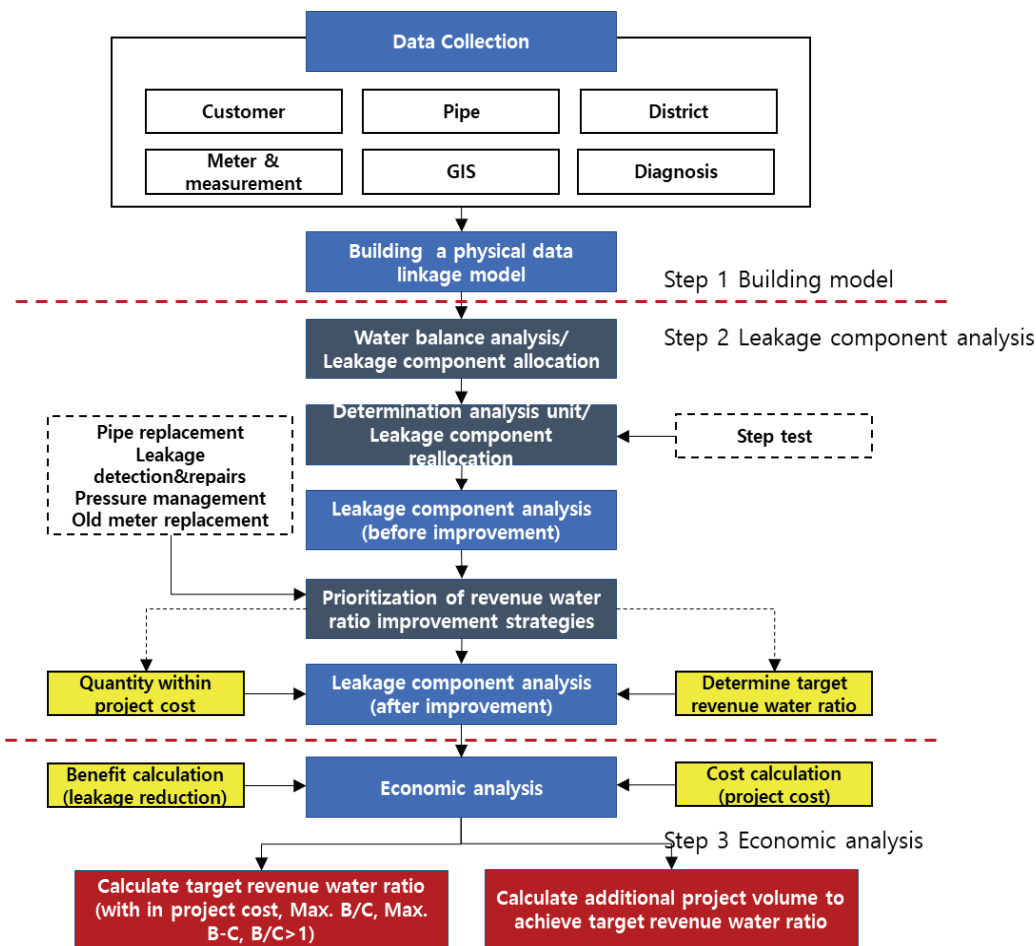 Data Collection
Customer
Pipe
District
Meter &
measurement
GIS
Diagnosis
Building a physical data
linkage model
Step 1 Building model
Step 2 Leakage component analysis
Water balance analysis/
Leakage component allocation
Determination analysis unit/
Leakage component
reallocation
Step test
Pipe replacement
Leakage
detection&repairs
Pressure management
Old meter replacement
Leakage component analysis
(before improvement)
Prioritization of revenue water
ratio improvement strategies
Quantity within
project cost
Leakage component analysis
(after improvement)
Determine target
revenue water ratio
Benefit calculation
(leakage reduction)
Economic analysis
Cost calculation
(project cost)
Step 3 Economic analysis
Calculate target revenue water ratio
(with in project cost, Max. B/C, Max.
B-C, B/C>1)
Calculate additional project volume to
achieve target revenue water ratio